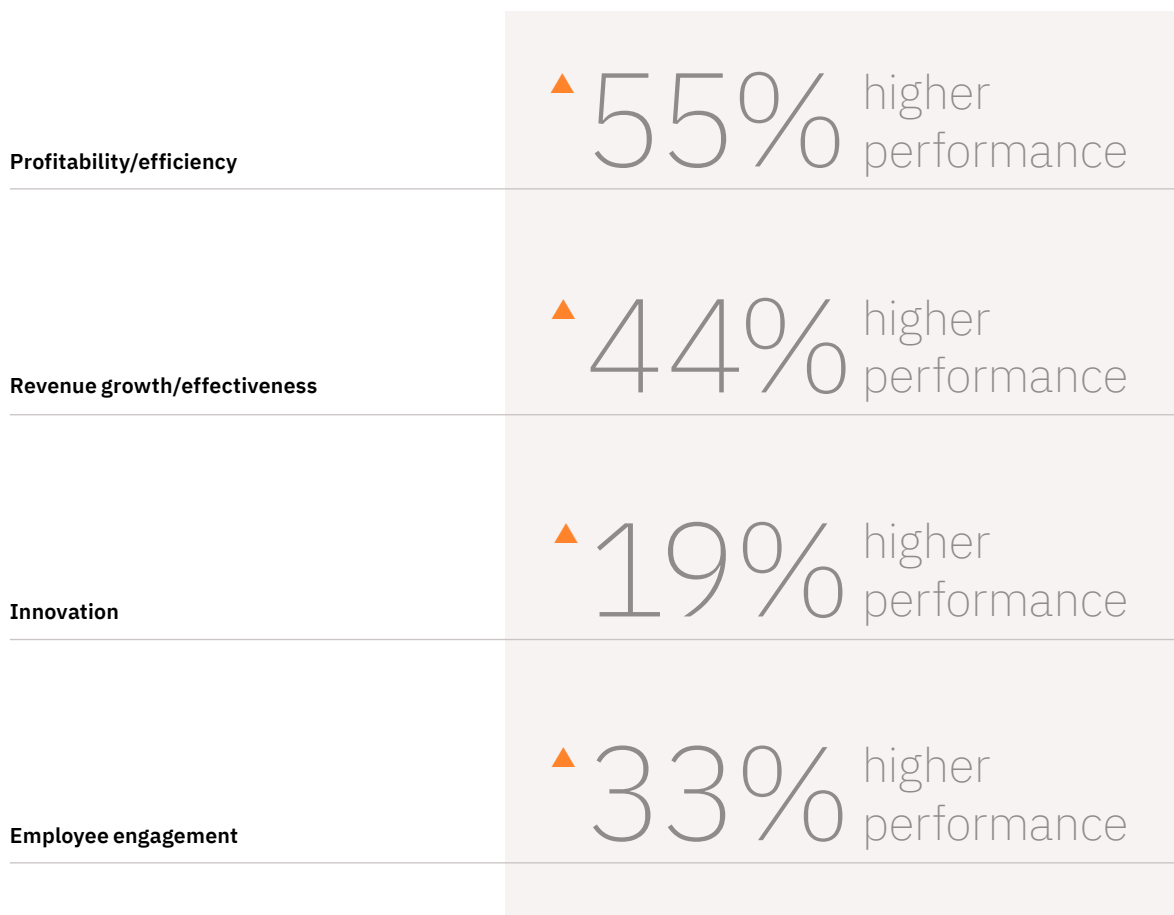 Profitability/efficiency
55%
higher
performance
Revenue growth/effectiveness
44%
higher
performance
Innovation
19%
higher
performance
Employee engagement
33%
higher
performance